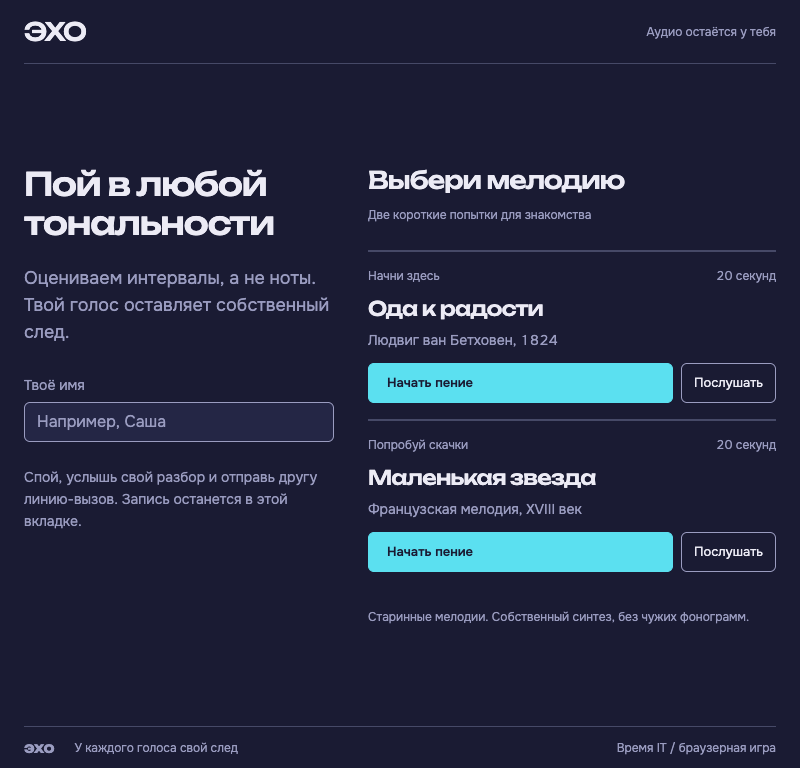 ЭХО
Аудио остаётся у тебя
Пой в любой
тональности
Оцениваем интервалы, а не ноты.
Твой голос оставляет собственный
след.
Твоё имя
Например, Саша
Спой, услышь свой разбор и отправь другу
линию-вызов. Запись останется в этой
вкладке.
Выбери мелодию
Две короткие попытки для знакомства
Начни здесь
20 секунд
Ода к радости
Людвиг ван Бетховен, 1824
Начать пение
Послушать
Попробуй скачки
20 секунд
Маленькая звезда
Французская мелодия, XVIII век
Начать пение
Послушать
Старинные мелодии. Собственный синтез, без чужих фонограмм.
ЭХО
У каждого голоса свой след
Время IT / браузерная игра